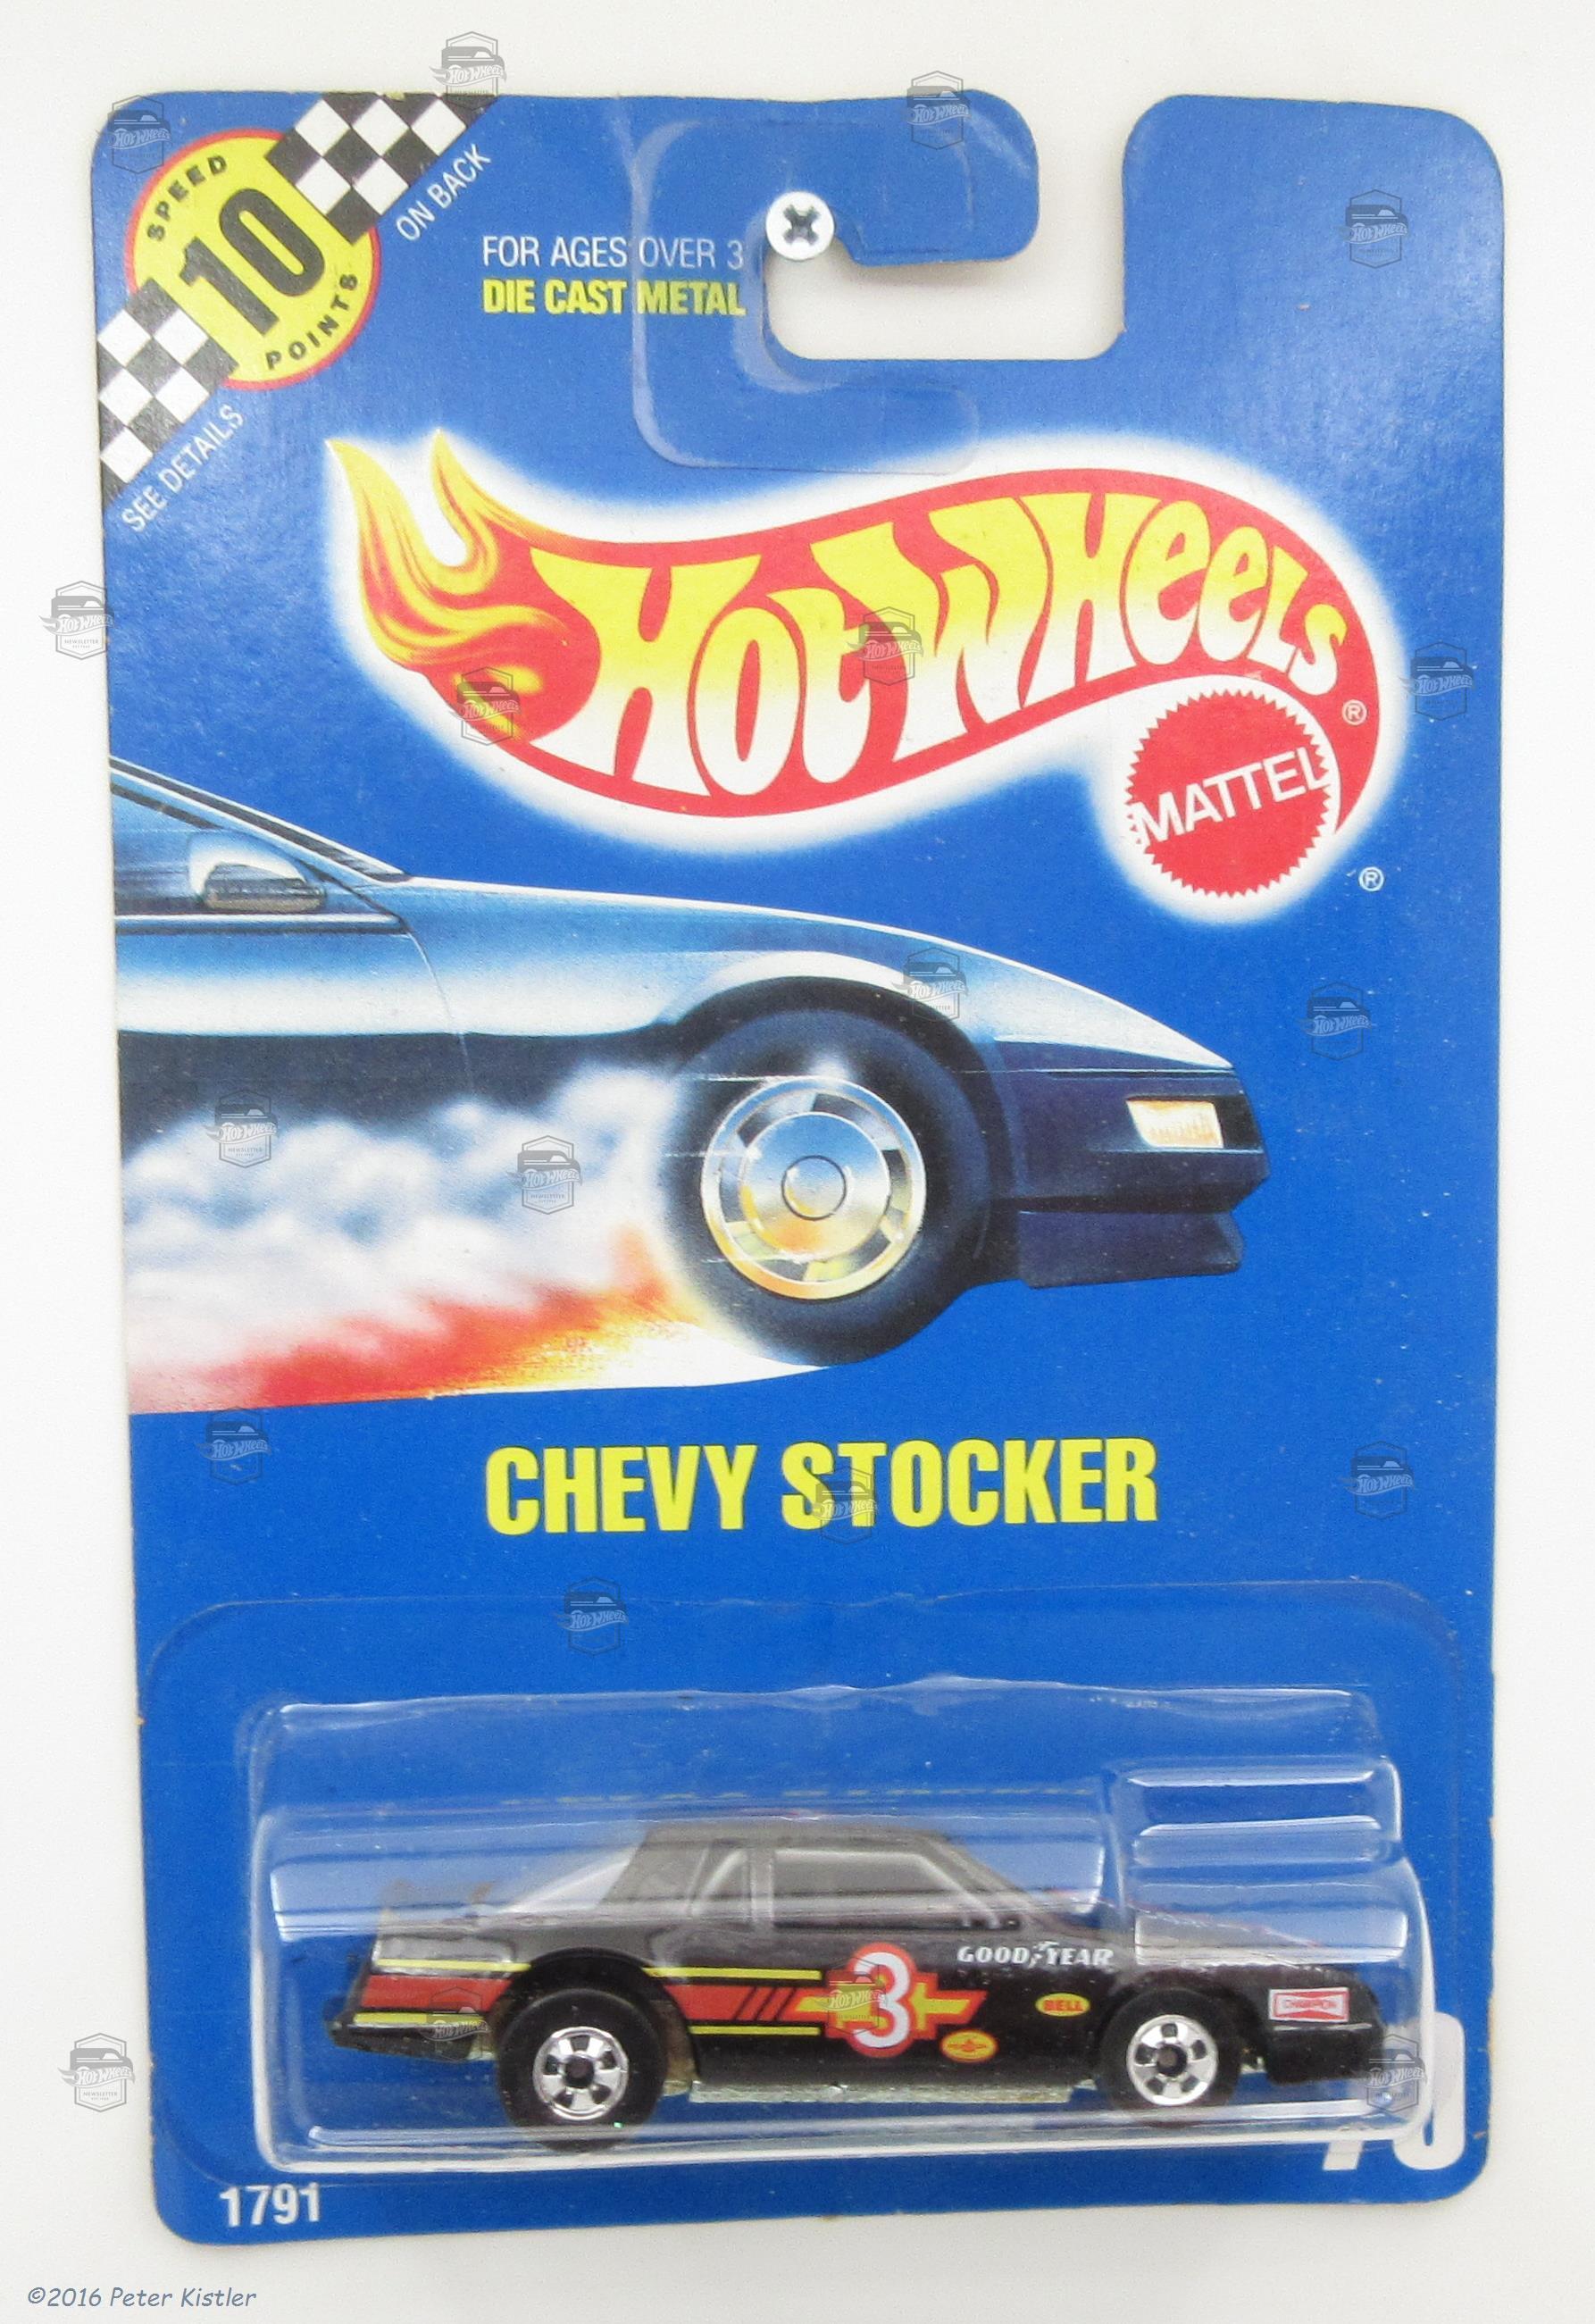 SPEED
10
POINTS
ON BACK
SEE DETAILS
FOR AGES OVER 3
DIE CAST METAL
HOT WHEELS ®
MATTEL
®
CHEVY STOCKER
GOODYEAR
3
BELL
CHAMPION
1791
©2016 Peter Kistler